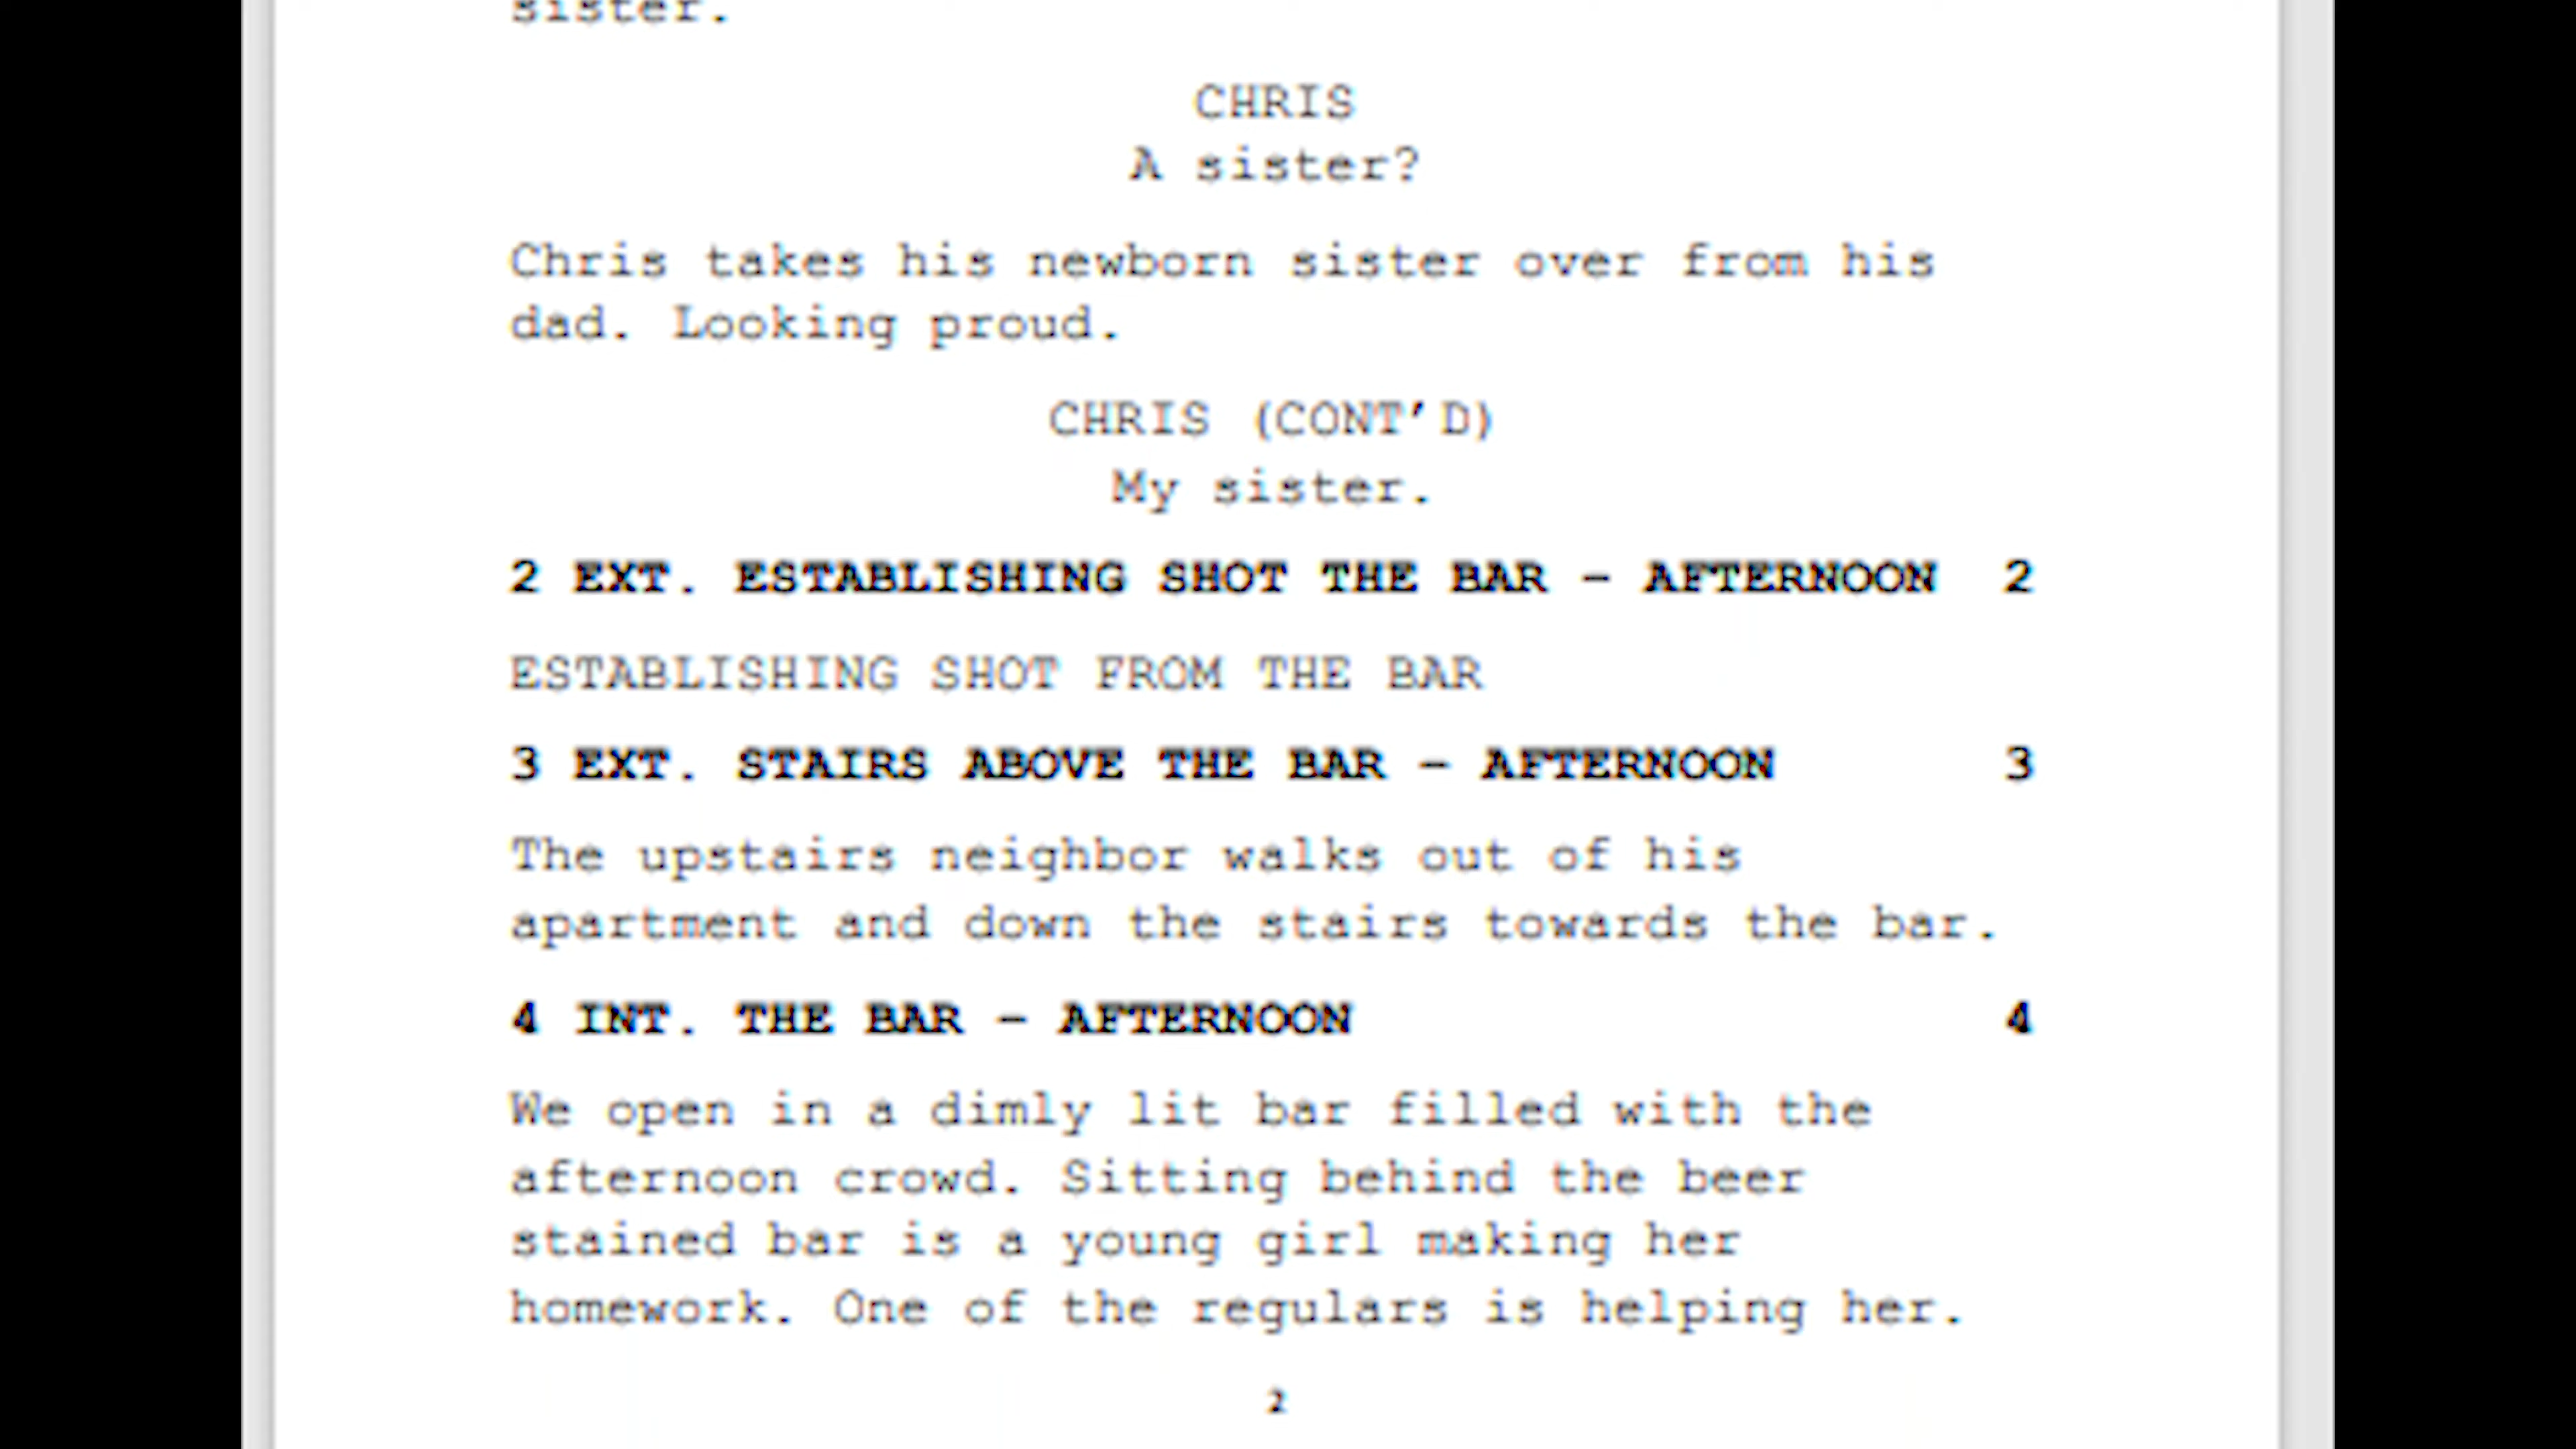 sister.
CHRIS
A sister?
Chris takes his newborn sister over from his
dad. Looking proud.
CHRIS (CONT'D)
My sister.
2 EXT. ESTABLISHING SHOT THE BAR – AFTERNOON 2
ESTABLISHING SHOT FROM THE BAR
3 EXT. STAIRS ABOVE THE BAR – AFTERNOON 3
The upstairs neighbor walks out of his
apartment and down the stairs towards the bar.
4 INT. THE BAR – AFTERNOON 4
We open in a dimly lit bar filled with the
afternoon crowd. Sitting behind the beer
stained bar is a young girl making her
homework. One of the regulars is helping her.
2